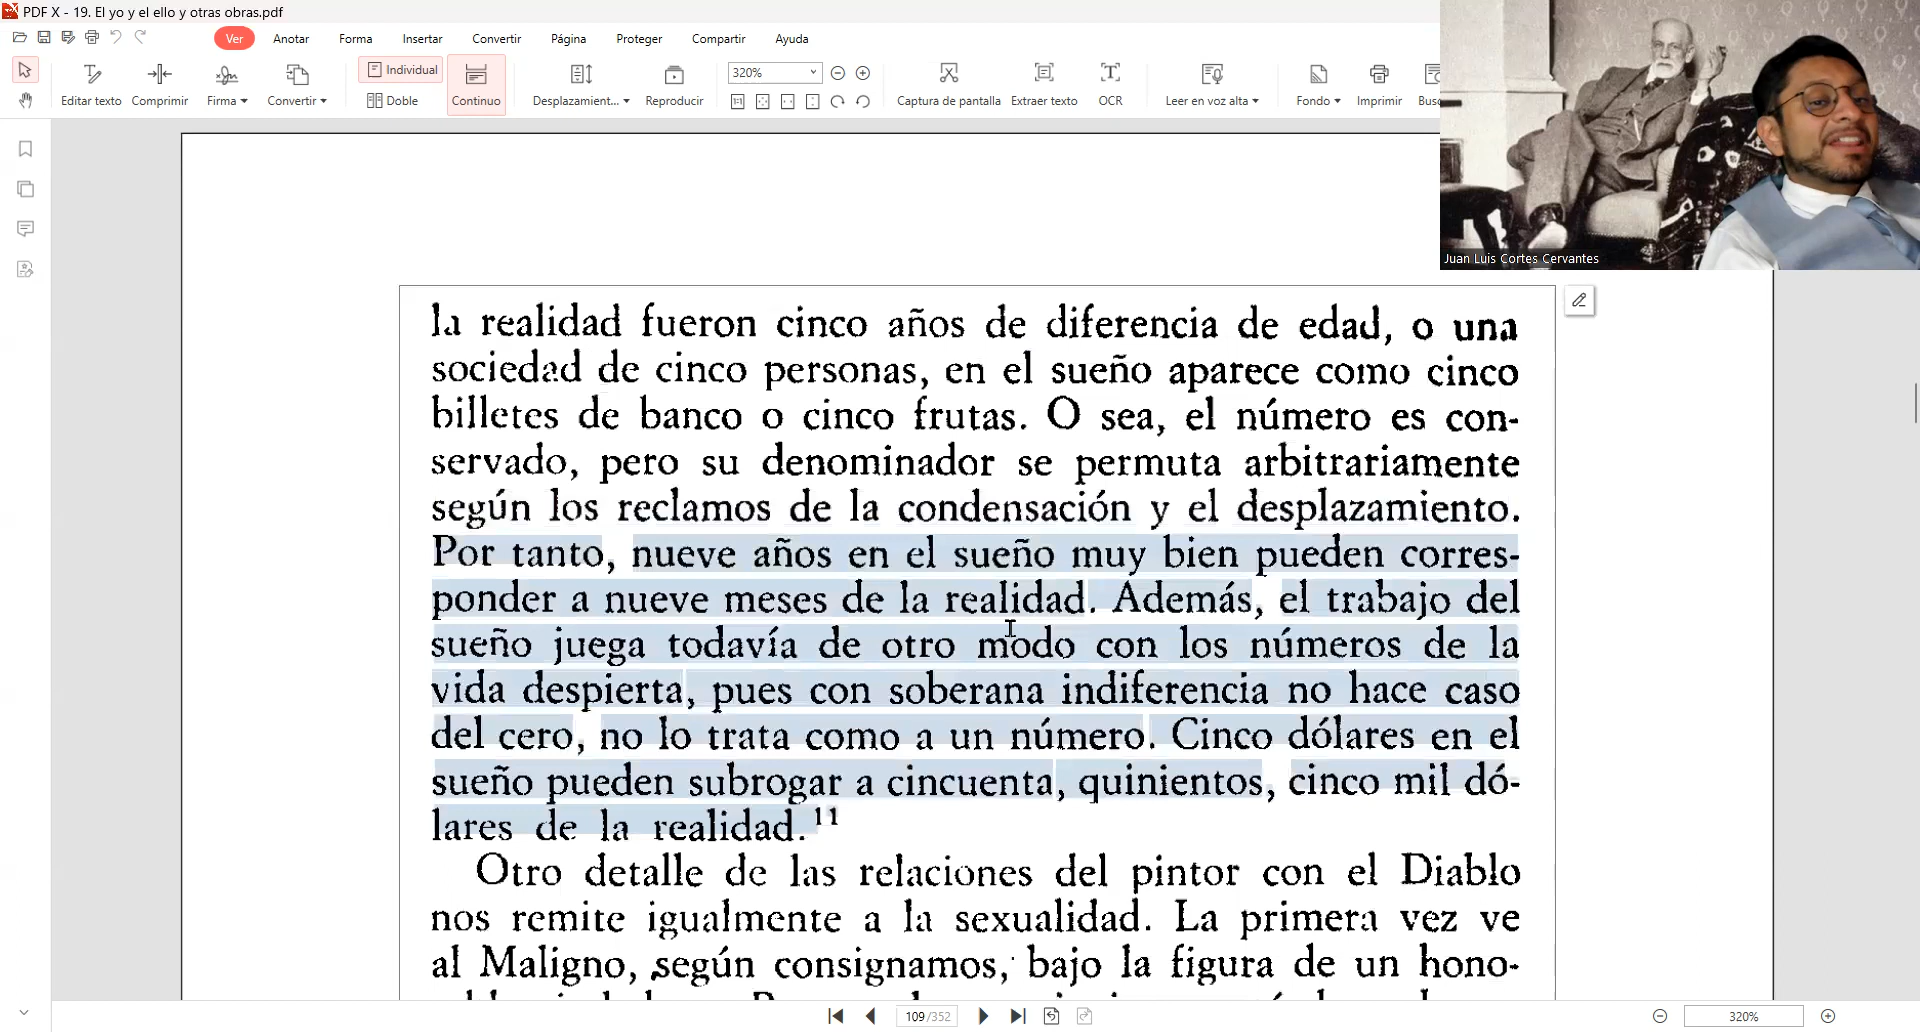 PDF X - 19. El yo y el ello y otras obras.pdf
Ver Anotar Forma Insertar Convertir Página Proteger Compartir Ayuda
Individual
320%
Editar texto Comprimir Firma Convertir Doble Continuo Desplazamient... Reproducir Captura de pantalla Extraer texto OCR Leer en voz alta Fondo Imprimir
Juan Luis Cortes Cervantes
la realidad fueron cinco años de diferencia de edad, o una
sociedad de cinco personas, en el sueño aparece como cinco
billetes de banco o cinco frutas. O sea, el número es con-
servado, pero su denominador se permuta arbitrariamente
según los reclamos de la condensación y el desplazamiento.
Por tanto, nueve años en el sueño muy bien pueden corres-
ponder a nueve meses de la realidad. Además, el trabajo del
sueño juega todavía de otro modo con los números de la
vida despierta, pues con soberana indiferencia no hace caso
del cero, no lo trata como a un número. Cinco dólares en el
sueño pueden subrogar a cincuenta, quinientos, cinco mil dó-
lares de la realidad.¹¹
Otro detalle de las relaciones del pintor con el Diablo
nos remite igualmente a la sexualidad. La primera vez ve
al Maligno, según consignamos, bajo la figura de un hono-
109 /352
320%